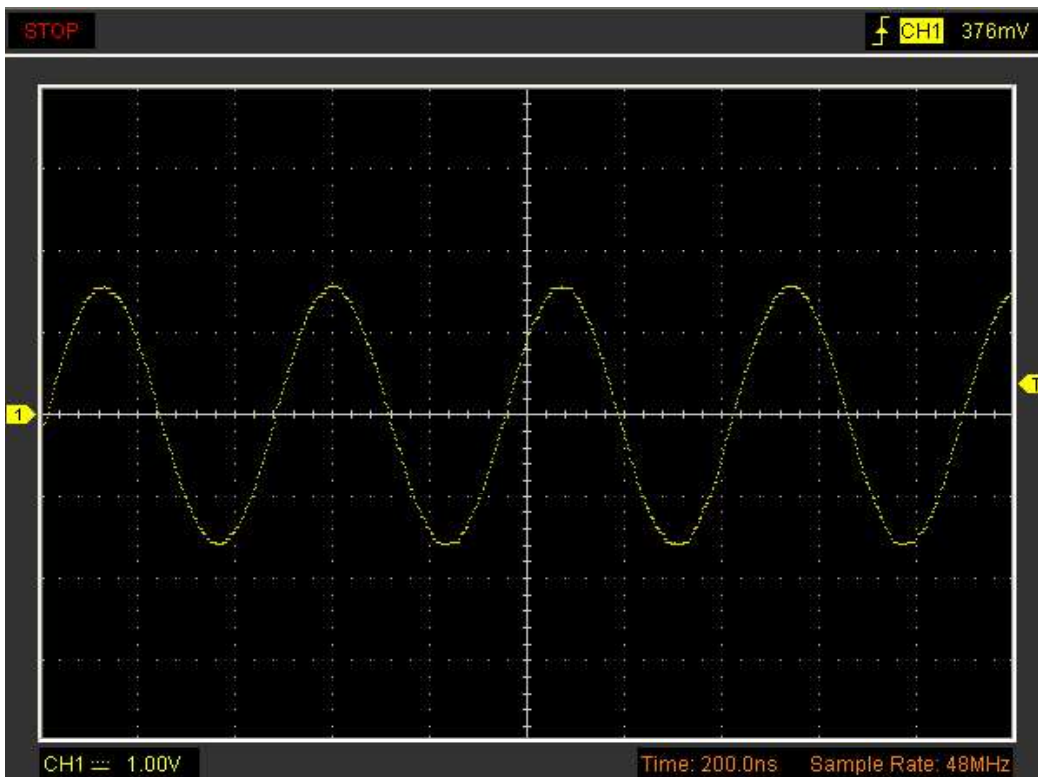 STOP
CH1 376mV
1
T
CH1 1.00V
Time: 200.0ns Sample Rate: 48MHz